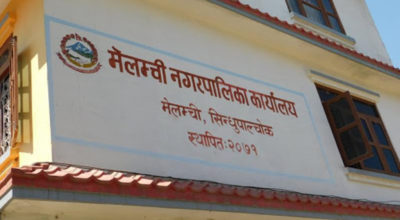 मेलम्ची नगरपालिका कार्यालय
मेलम्ची, सिन्धुपाल्चोक
स्थापितः२०७१